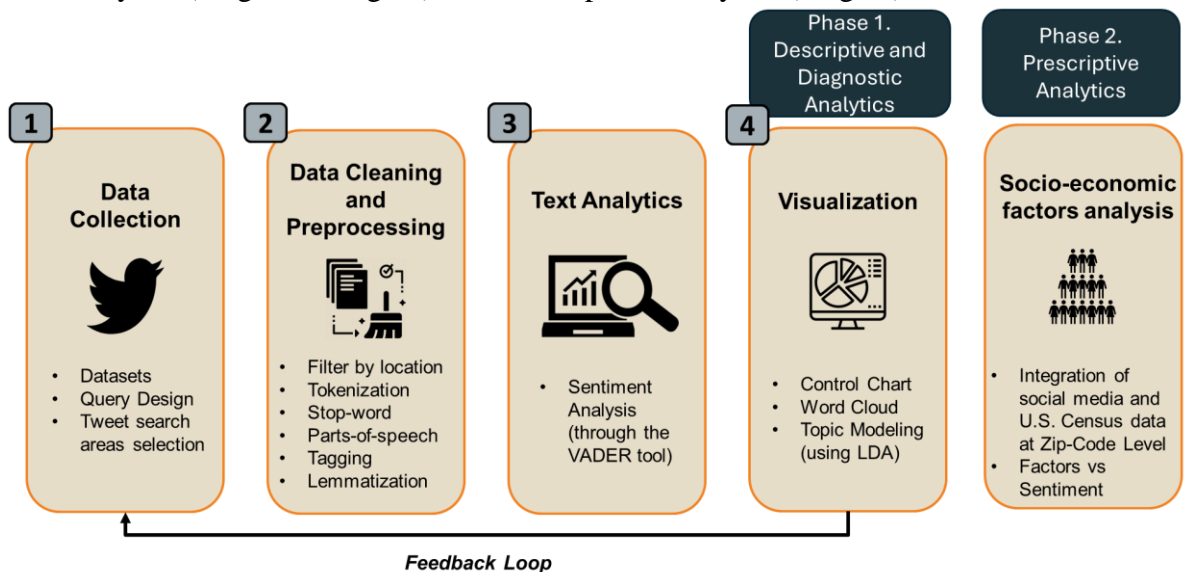 Phase 1.
Descriptive and
Diagnostic
Analytics
Phase 2.
Prescriptive
Analytics
1
Data
Collection
• Datasets
• Query Design
• Tweet search
areas selection
2
Data Cleaning
and
Preprocessing
• Filter by location
• Tokenization
• Stop-word
• Parts-of-speech
• Tagging
• Lemmatization
3
Text Analytics
• Sentiment
Analysis
(through the
VADER tool)
4
Visualization
• Control Chart
• Word Cloud
• Topic Modeling
(using LDA)
Socio-economic
factors analysis
• Integration of
social media and
U.S. Census data
at Zip-Code Level
• Factors vs
Sentiment
Feedback Loop